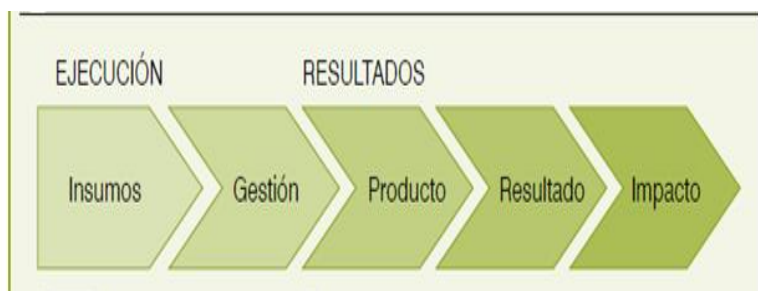 EJECUCIÓN RESULTADOS
Insumos Gestión Producto Resultado Impacto